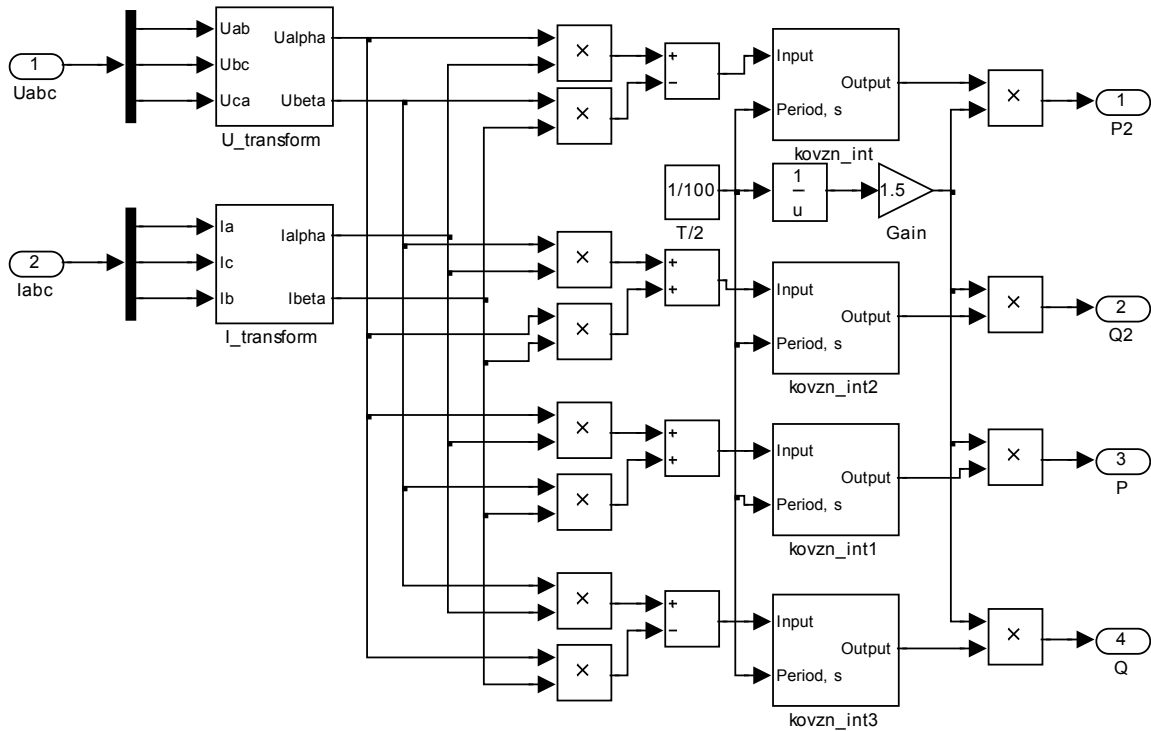 1
Uabc
Uab
Ubc
Uca
Ualpha
Ubeta
U_transform
×
×
+
−
Input
Period, s
Output
kovzn_int
×
1
P2
1/100
T/2
1
u
1.5
Gain
2
Iabc
Ia
Ic
Ib
Ialpha
Ibeta
I_transform
×
×
+
+
Input
Period, s
Output
kovzn_int2
×
2
Q2
×
×
+
+
Input
Period, s
Output
kovzn_int1
×
3
P
×
×
+
−
Input
Period, s
Output
kovzn_int3
×
4
Q